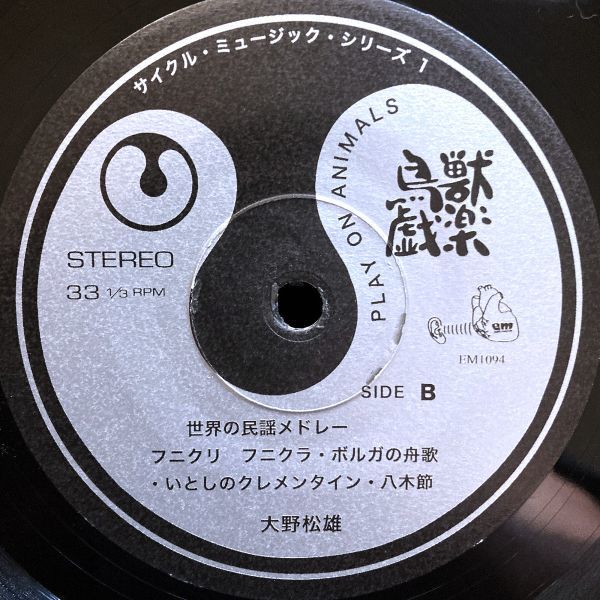 サイクル・ミュージック・シリーズ 1
PLAY ON ANIMALS
鳥獣
戯楽
STEREO
33 1/3 RPM
em
EM1094
SIDE B
世界の民謡メドレー
フニクリ フニクラ・ボルガの舟歌
・いとしのクレメンタイン・八木節
大野松雄